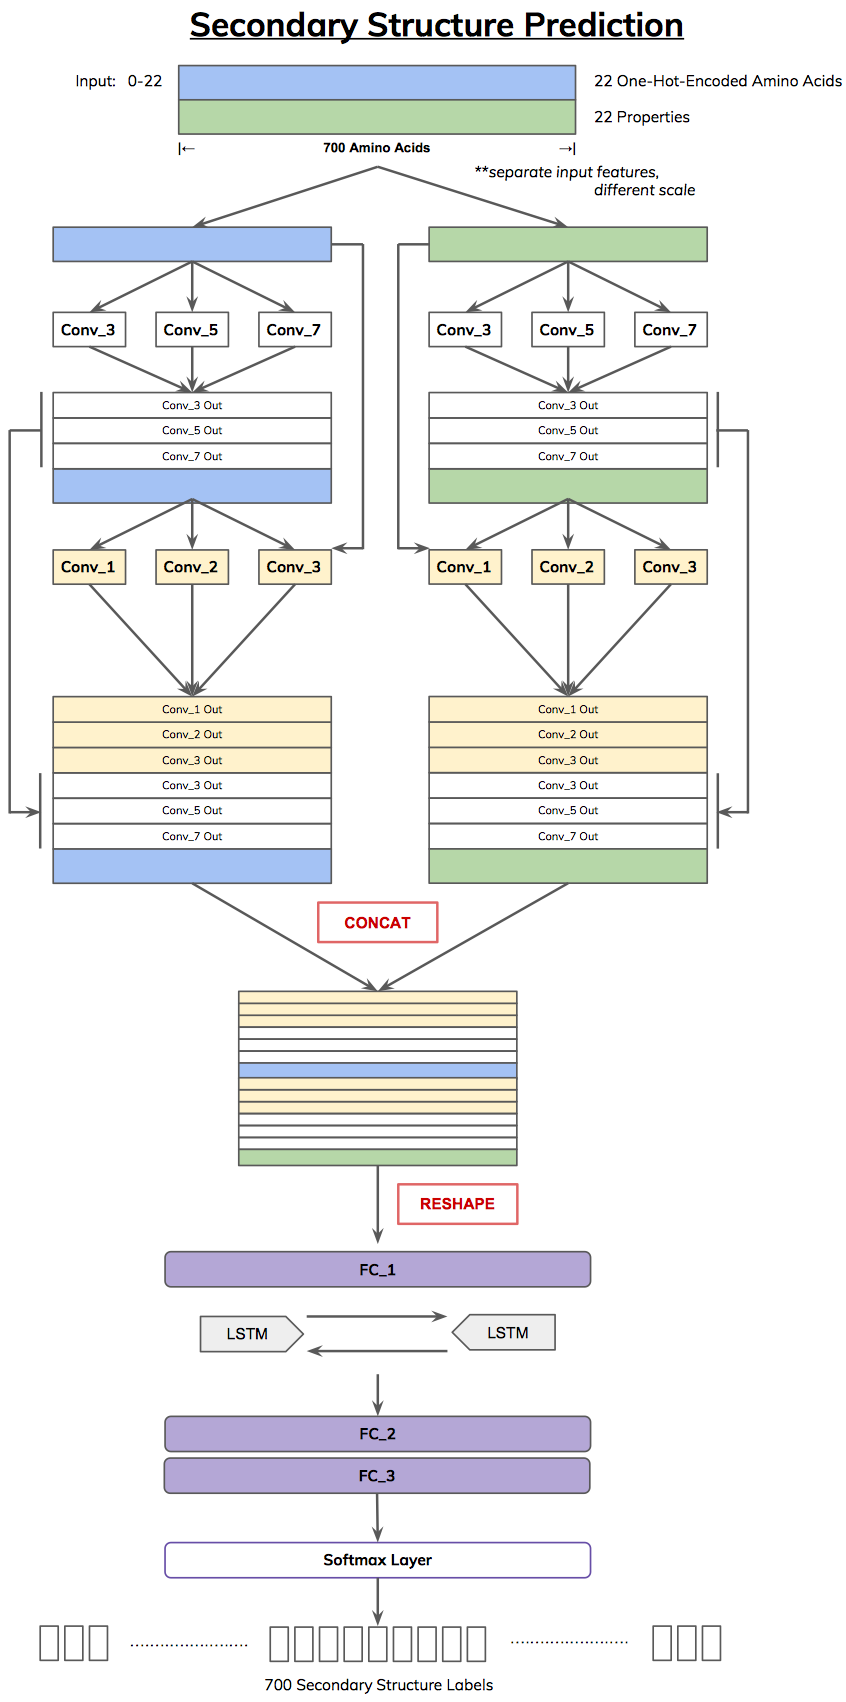 Secondary Structure Prediction
Input: 0-22
22 One-Hot-Encoded Amino Acids
22 Properties
|← 700 Amino Acids →|
**separate input features,
different scale
Conv_3 Conv_5 Conv_7
Conv_3 Conv_5 Conv_7
Conv_3 Out
Conv_5 Out
Conv_7 Out
Conv_3 Out
Conv_5 Out
Conv_7 Out
Conv_1 Conv_2 Conv_3
Conv_1 Conv_2 Conv_3
Conv_1 Out
Conv_2 Out
Conv_3 Out
Conv_3 Out
Conv_5 Out
Conv_7 Out
Conv_1 Out
Conv_2 Out
Conv_3 Out
Conv_3 Out
Conv_5 Out
Conv_7 Out
CONCAT
RESHAPE
FC_1
LSTM LSTM
FC_2
FC_3
Softmax Layer
700 Secondary Structure Labels